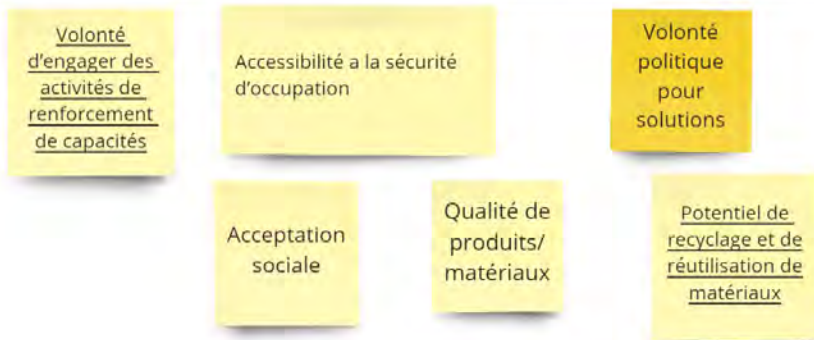 Volonté
d'engager des
activités de
renforcement
de capacités
Accessibilité a la sécurité
d'occupation
Volonté
politique
pour
solutions
Acceptation
sociale
Qualité de
produits/
matériaux
Potentiel de
recyclage et de
réutilisation de
matériaux